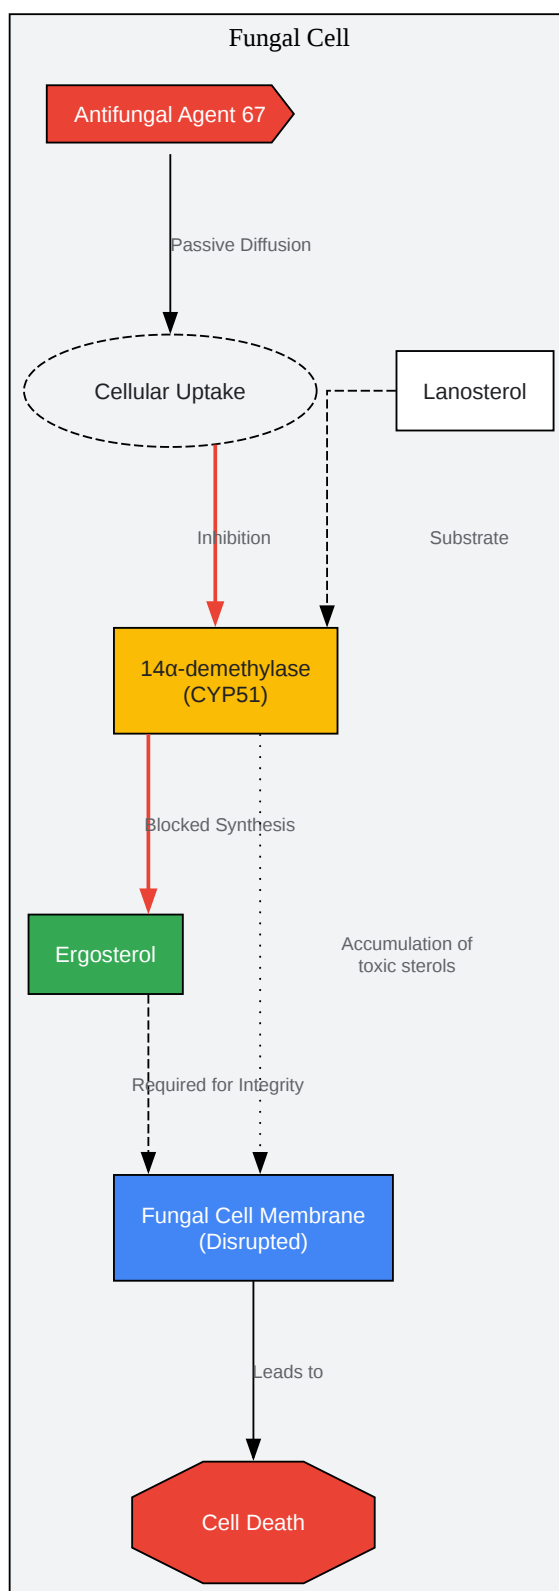 Fungal Cell
Antifungal Agent 67
Passive Diffusion
Cellular Uptake
Lanosterol
Inhibition
Substrate
14α-demethylase
(CYP51)
Blocked Synthesis
Ergosterol
Accumulation of
toxic sterols
Required for Integrity
Fungal Cell Membrane
(Disrupted)
Leads to
Cell Death